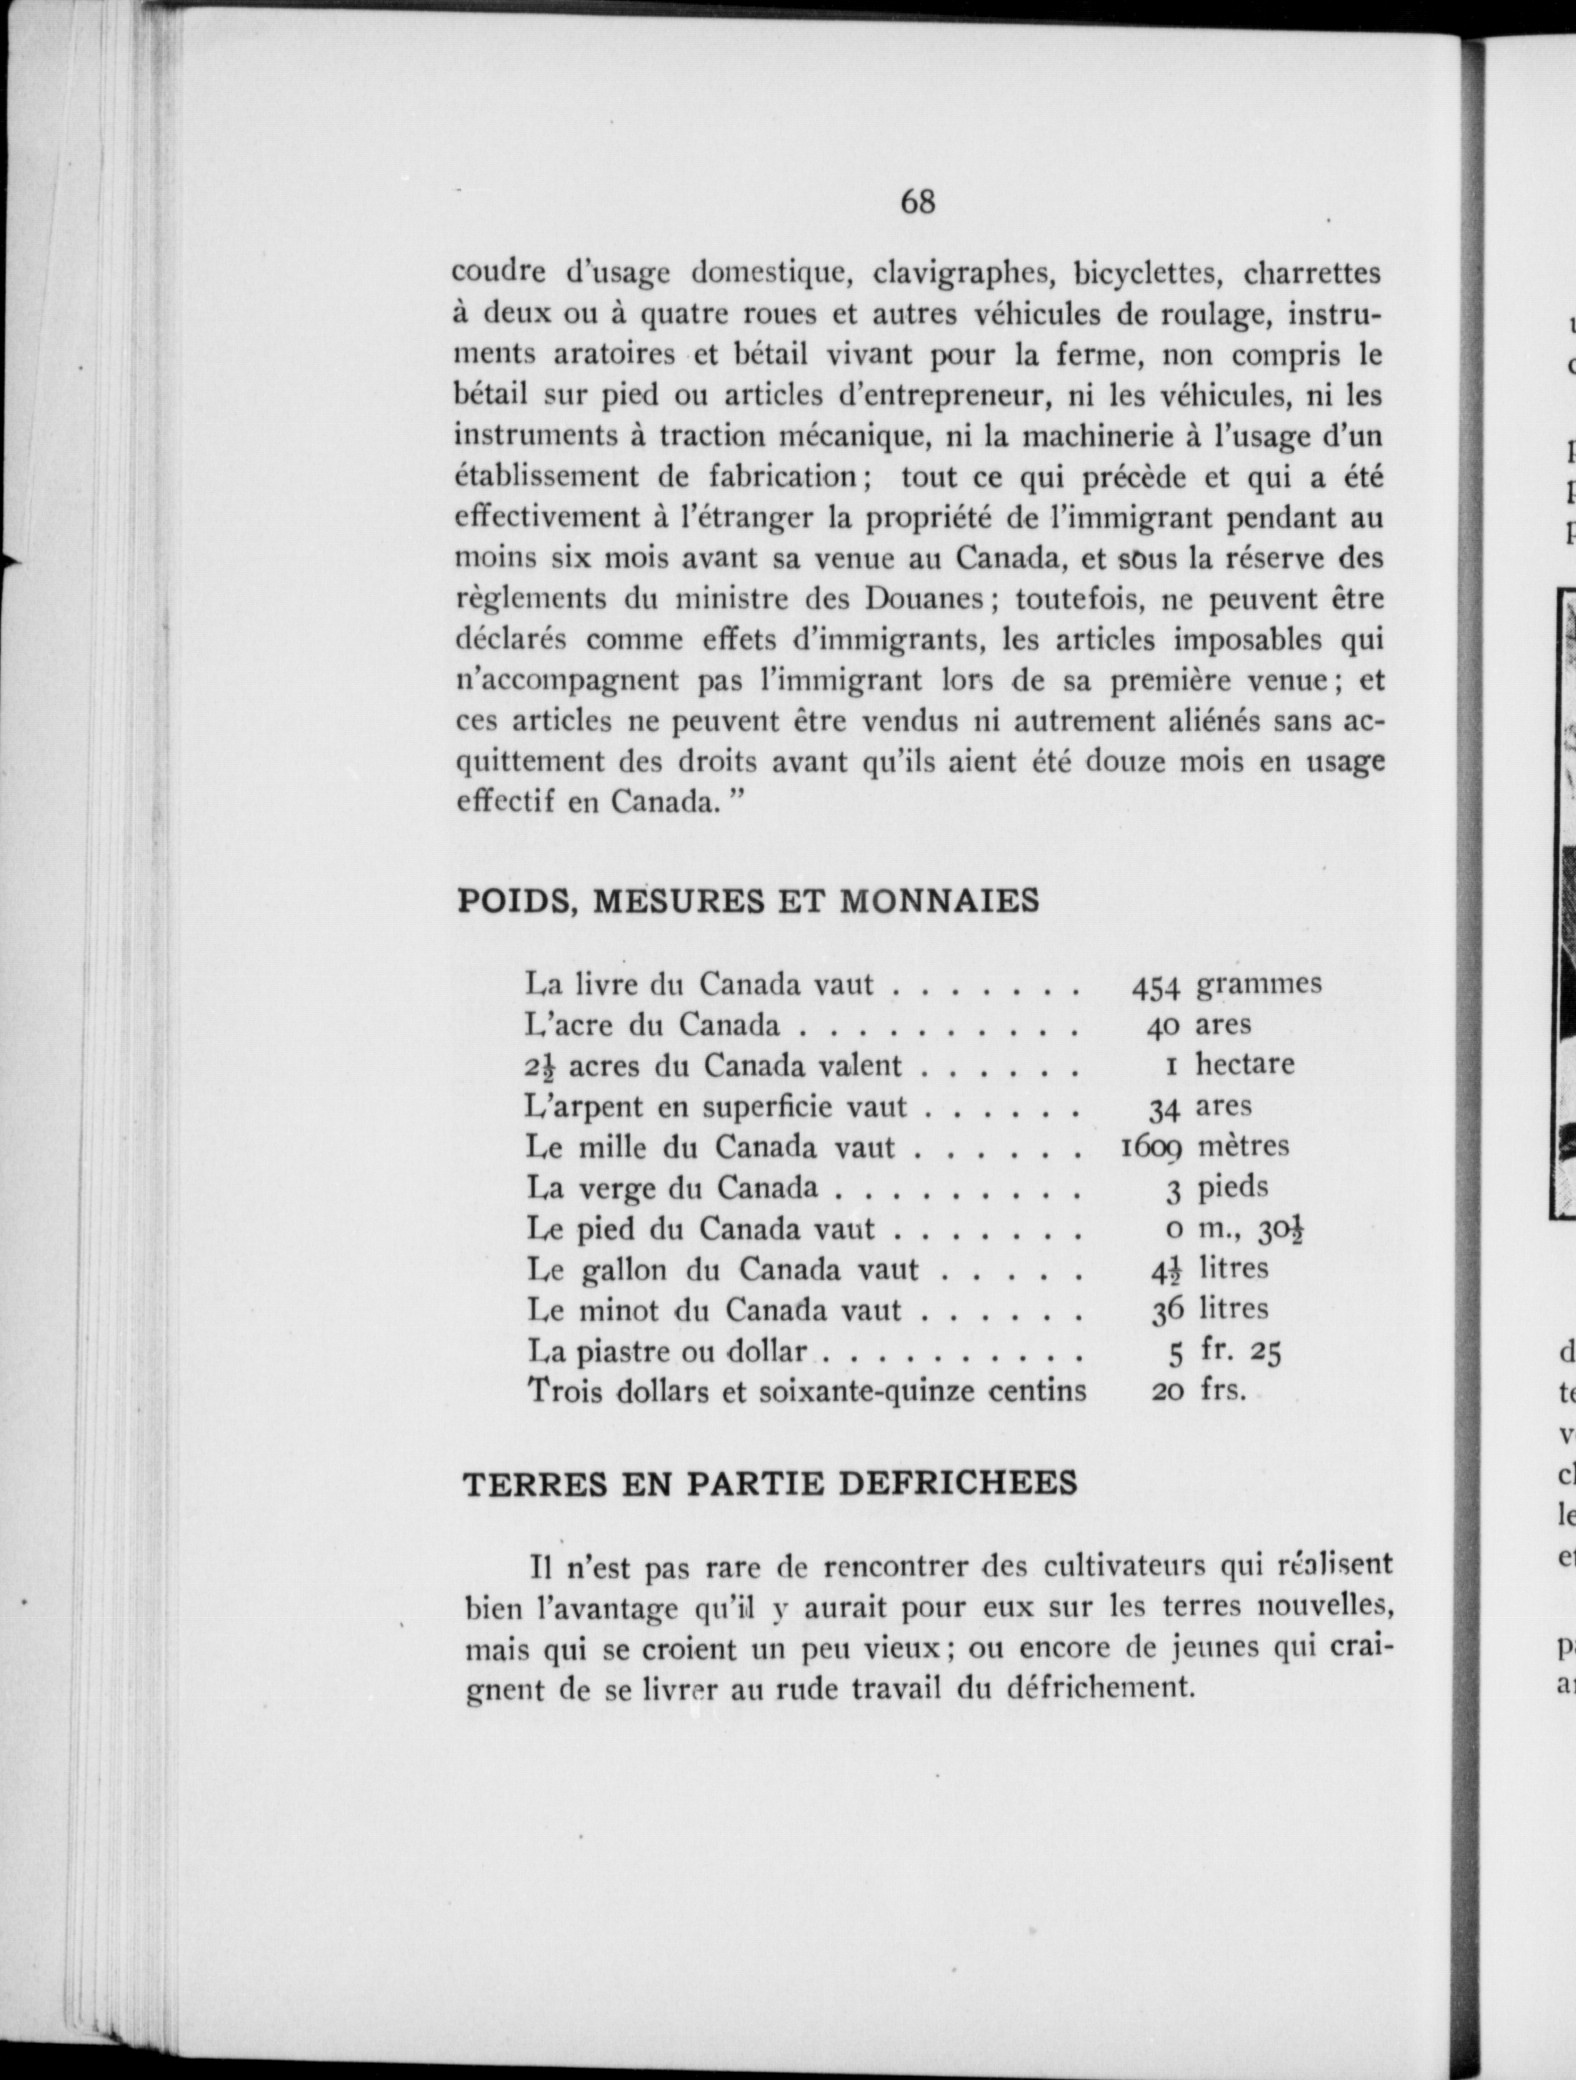 68
coudre d'usage domestique, clavigraphes, bicyclettes, charrettes
à deux ou à quatre roues et autres véhicules de roulage, instru-
ments aratoires et bétail vivant pour la ferme, non compris le
bétail sur pied ou articles d'entrepreneur, ni les véhicules, ni les
instruments à traction mécanique, ni la machinerie à l'usage d'un
établissement de fabrication; tout ce qui précède et qui a été
effectivement à l'étranger la propriété de l'immigrant pendant au
moins six mois avant sa venue au Canada, et sous la réserve des
règlements du ministre des Douanes; toutefois, ne peuvent être
déclarés comme effets d'immigrants, les articles imposables qui
n'accompagnent pas l'immigrant lors de sa première venue; et
ces articles ne peuvent être vendus ni autrement aliénés sans ac-
quittement des droits avant qu'ils aient été douze mois en usage
effectif en Canada."
POIDS, MESURES ET MONNAIES
La livre du Canada vaut . . . . . . . 454 grammes
L'acre du Canada . . . . . . . . . . 40 ares
2½ acres du Canada valent . . . . . . 1 hectare
L'arpent en superficie vaut . . . . . . 34 ares
Le mille du Canada vaut . . . . . . 1609 mètres
La verge du Canada . . . . . . . . . 3 pieds
Le pied du Canada vaut . . . . . . . 0 m., 30½
Le gallon du Canada vaut . . . . . 4½ litres
Le minot du Canada vaut . . . . . . 36 litres
La piastre ou dollar . . . . . . . . . 5 fr. 25
Trois dollars et soixante-quinze centins 20 frs.
TERRES EN PARTIE DEFRICHEES
Il n'est pas rare de rencontrer des cultivateurs qui réalisent
bien l'avantage qu'il y aurait pour eux sur les terres nouvelles,
mais qui se croient un peu vieux; ou encore de jeunes qui crai-
gnent de se livrer au rude travail du défrichement.